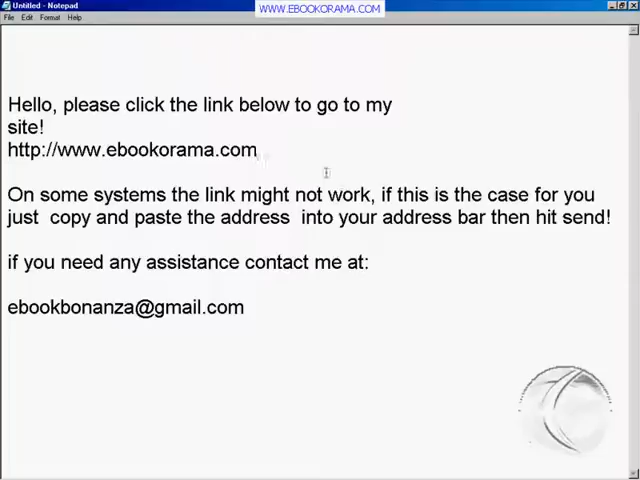 Untitled - Notepad
WWW.EBOOKORAMA.COM
File Edit Format Help
Hello, please click the link below to go to my
site!
http://www.ebookorama.com
On some systems the link might not work, if this is the case for you
just  copy and paste the address  into your address bar then hit send!
if you need any assistance contact me at:
ebookbonanza@gmail.com